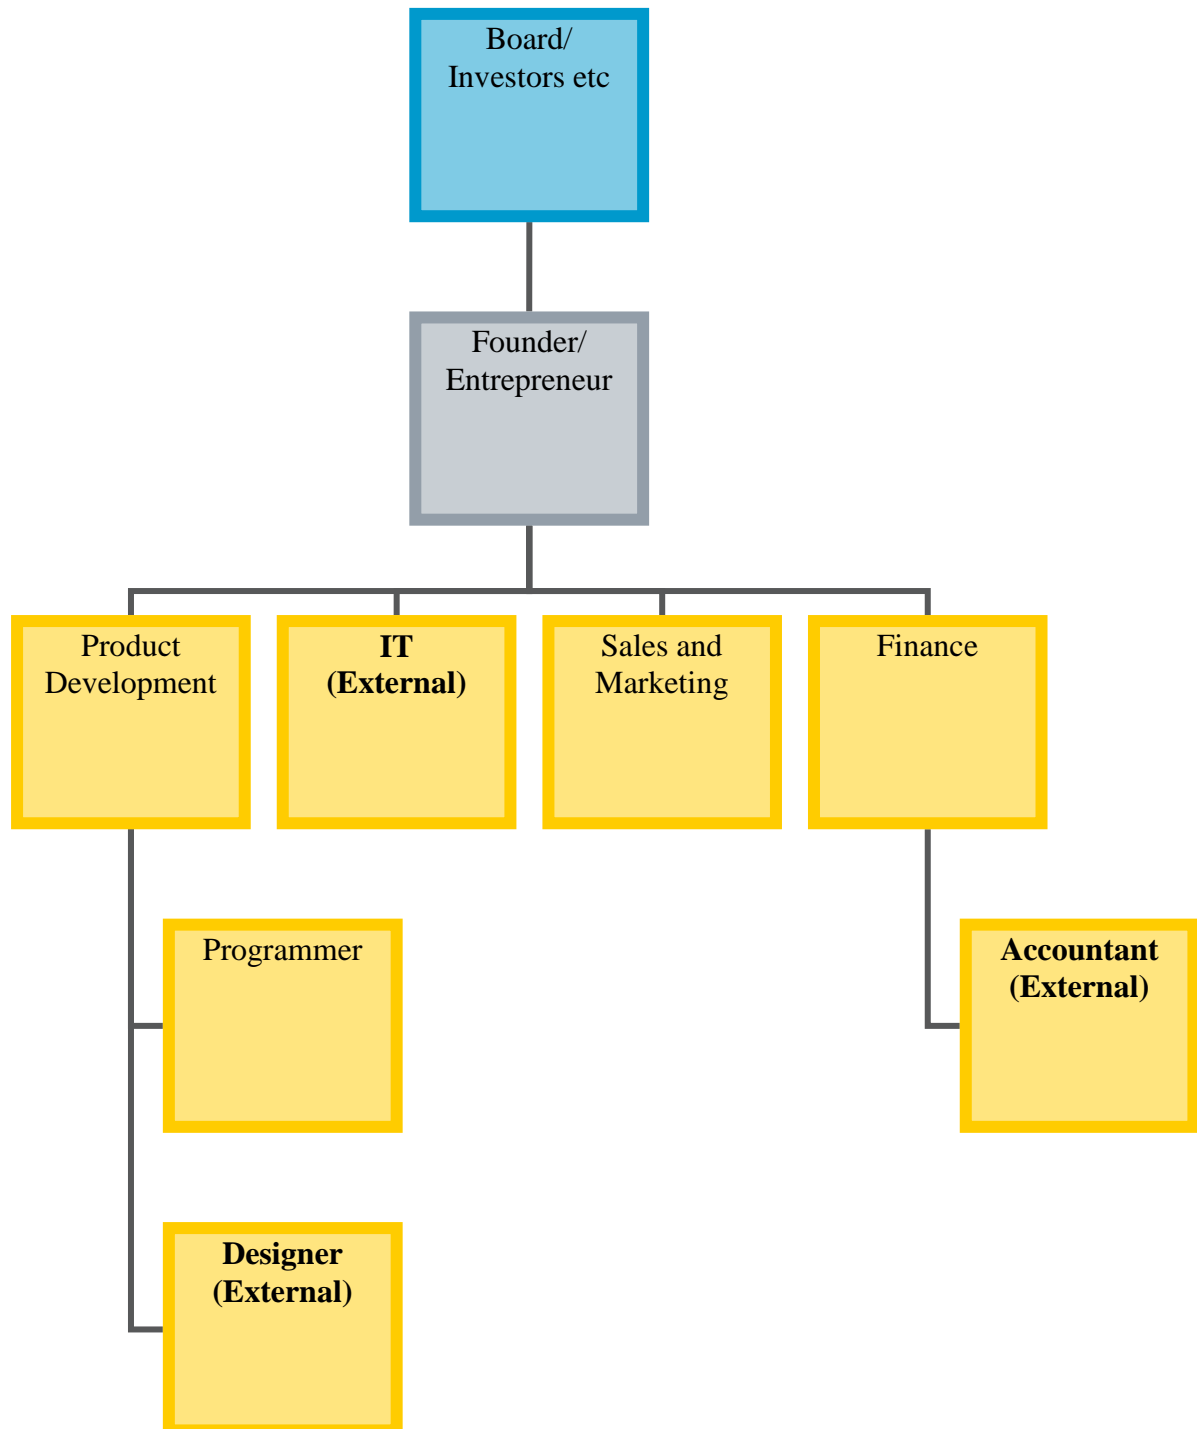 Board/
Investors etc
Founder/
Entrepreneur
Product
Development
IT
(External)
Sales and
Marketing
Finance
Programmer
Accountant
(External)
Designer
(External)